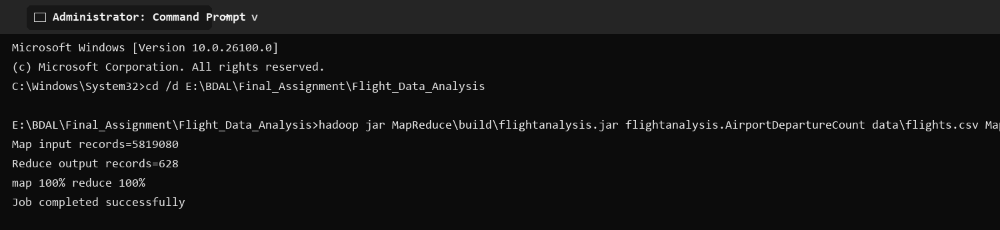 Administrator: Command Prompt v
Microsoft Windows [Version 10.0.26100.0]
(c) Microsoft Corporation. All rights reserved.
C:\Windows\System32>cd /d E:\BDAL\Final_Assignment\Flight_Data_Analysis
E:\BDAL\Final_Assignment\Flight_Data_Analysis>hadoop jar MapReduce\build\flightanalysis.jar flightanalysis.AirportDepartureCount data\flights.csv
Map input records=5819080
Reduce output records=628
map 100% reduce 100%
Job completed successfully